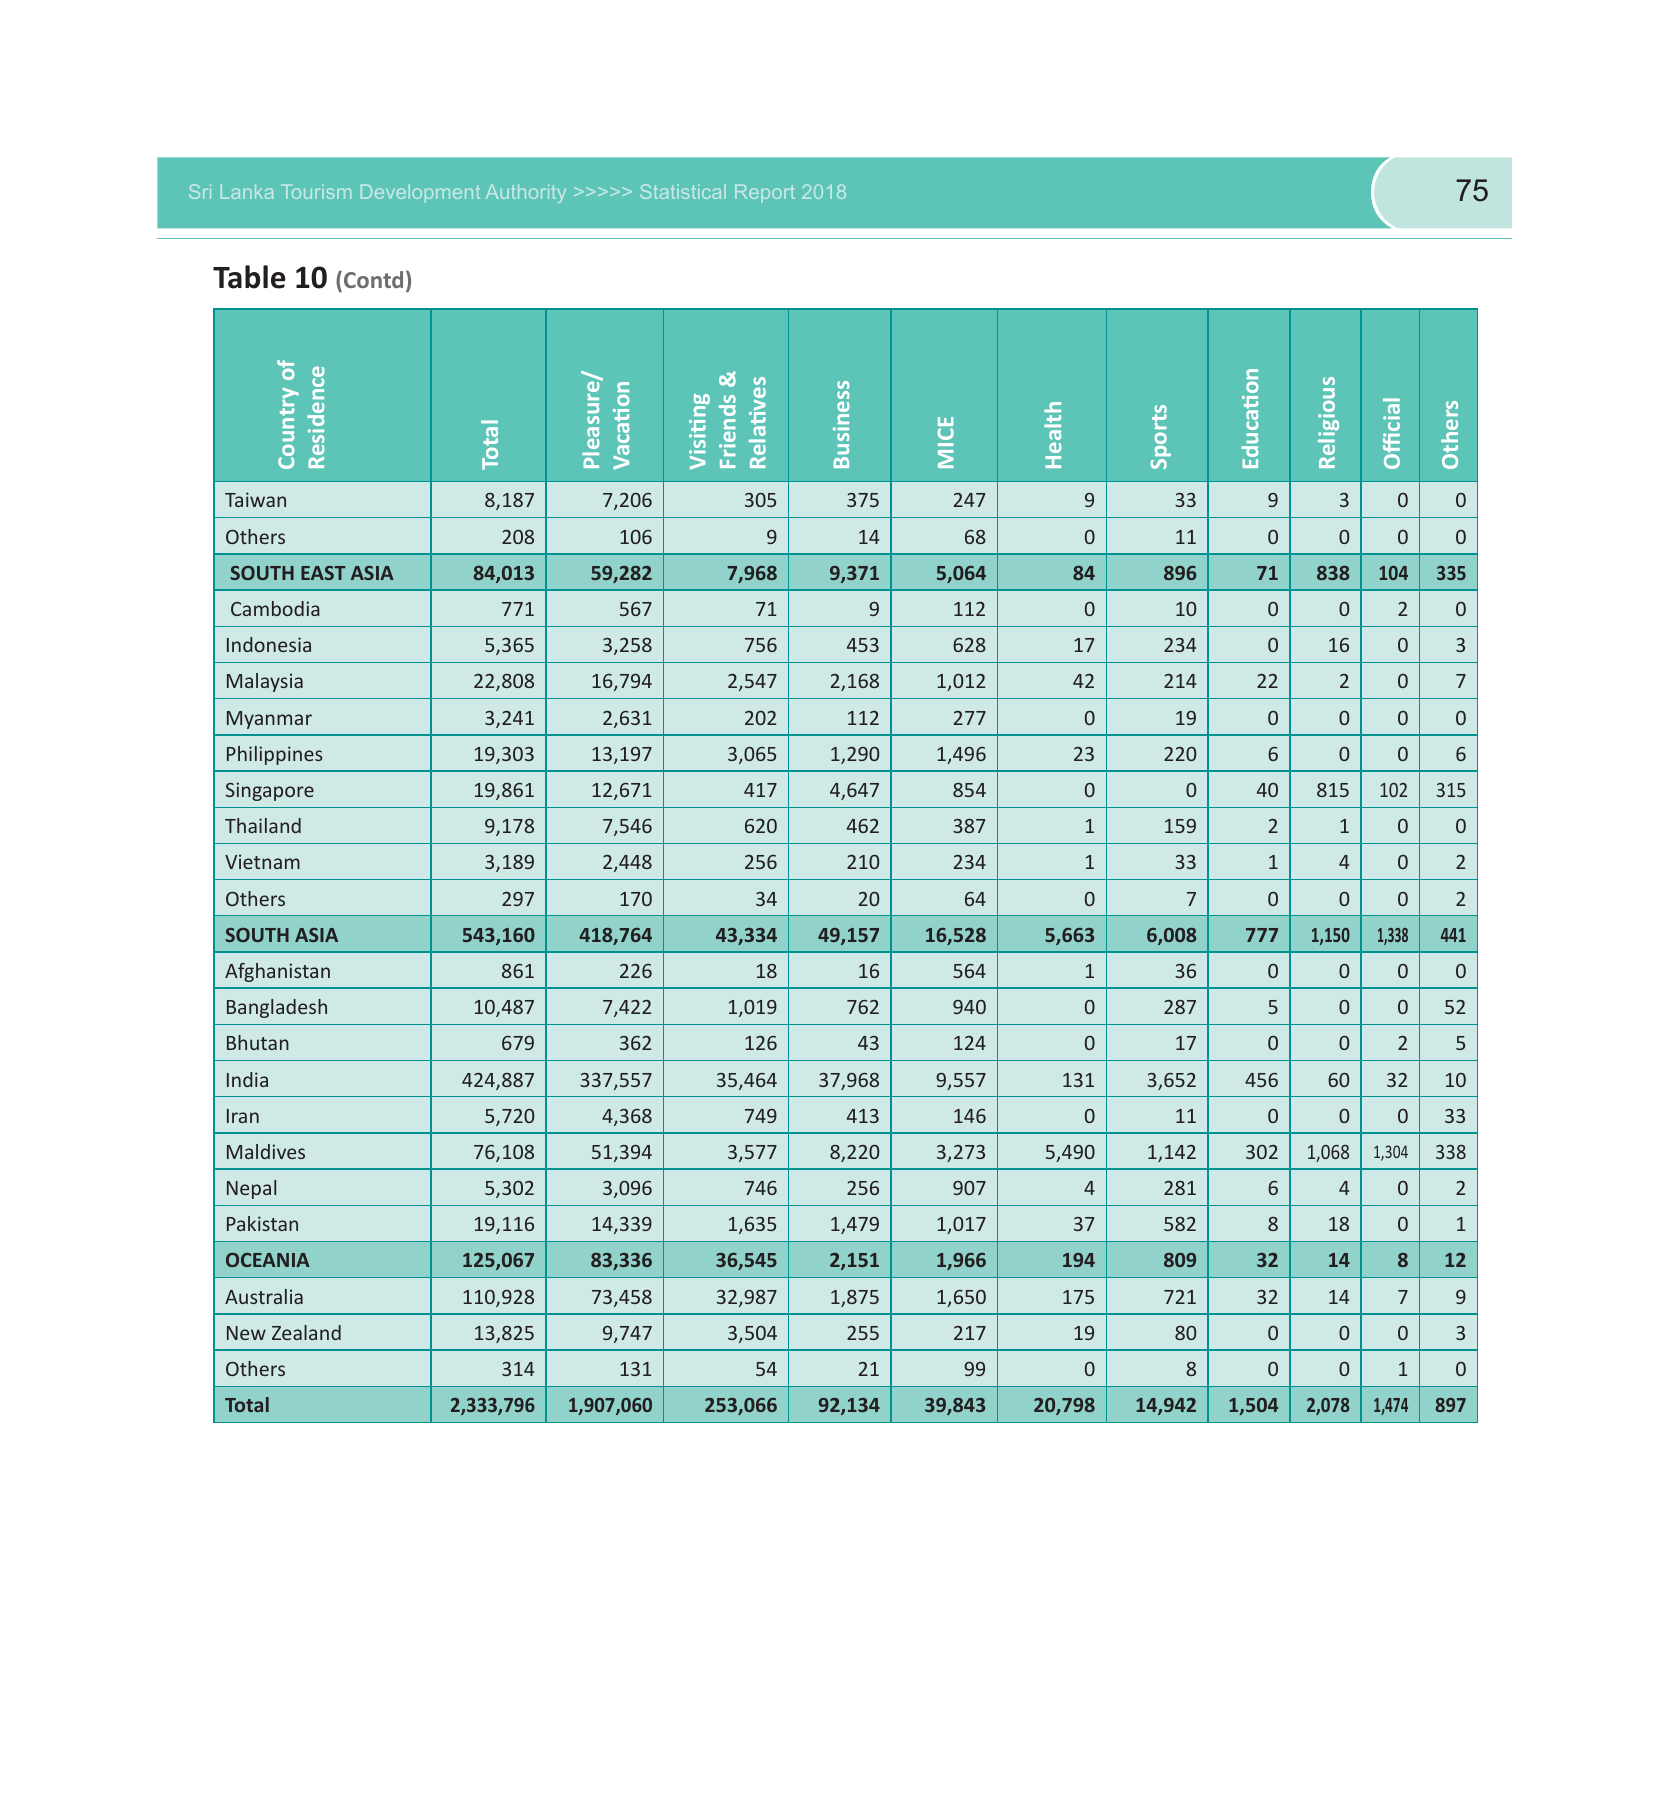 Sri Lanka Tourism Development Authority >>>>> Statistical Report 2018
75
Table 10 (Contd)
Country of Residence Total Pleasure/ Vacation Visiting Friends & Relatives Business MICE Health Sports Education Religious Official Others
Taiwan 8,187 7,206 305 375 247 9 33 9 3 0 0
Others 208 106 9 14 68 0 11 0 0 0 0
SOUTH EAST ASIA 84,013 59,282 7,968 9,371 5,064 84 896 71 838 104 335
Cambodia 771 567 71 9 112 0 10 0 0 2 0
Indonesia 5,365 3,258 756 453 628 17 234 0 16 0 3
Malaysia 22,808 16,794 2,547 2,168 1,012 42 214 22 2 0 7
Myanmar 3,241 2,631 202 112 277 0 19 0 0 0 0
Philippines 19,303 13,197 3,065 1,290 1,496 23 220 6 0 0 6
Singapore 19,861 12,671 417 4,647 854 0 0 40 815 102 315
Thailand 9,178 7,546 620 462 387 1 159 2 1 0 0
Vietnam 3,189 2,448 256 210 234 1 33 1 4 0 2
Others 297 170 34 20 64 0 7 0 0 0 2
SOUTH ASIA 543,160 418,764 43,334 49,157 16,528 5,663 6,008 777 1,150 1,338 441
Afghanistan 861 226 18 16 564 1 36 0 0 0 0
Bangladesh 10,487 7,422 1,019 762 940 0 287 5 0 0 52
Bhutan 679 362 126 43 124 0 17 0 0 2 5
India 424,887 337,557 35,464 37,968 9,557 131 3,652 456 60 32 10
Iran 5,720 4,368 749 413 146 0 11 0 0 0 33
Maldives 76,108 51,394 3,577 8,220 3,273 5,490 1,142 302 1,068 1,304 338
Nepal 5,302 3,096 746 256 907 4 281 6 4 0 2
Pakistan 19,116 14,339 1,635 1,479 1,017 37 582 8 18 0 1
OCEANIA 125,067 83,336 36,545 2,151 1,966 194 809 32 14 8 12
Australia 110,928 73,458 32,987 1,875 1,650 175 721 32 14 7 9
New Zealand 13,825 9,747 3,504 255 217 19 80 0 0 0 3
Others 314 131 54 21 99 0 8 0 0 1 0
Total 2,333,796 1,907,060 253,066 92,134 39,843 20,798 14,942 1,504 2,078 1,474 897